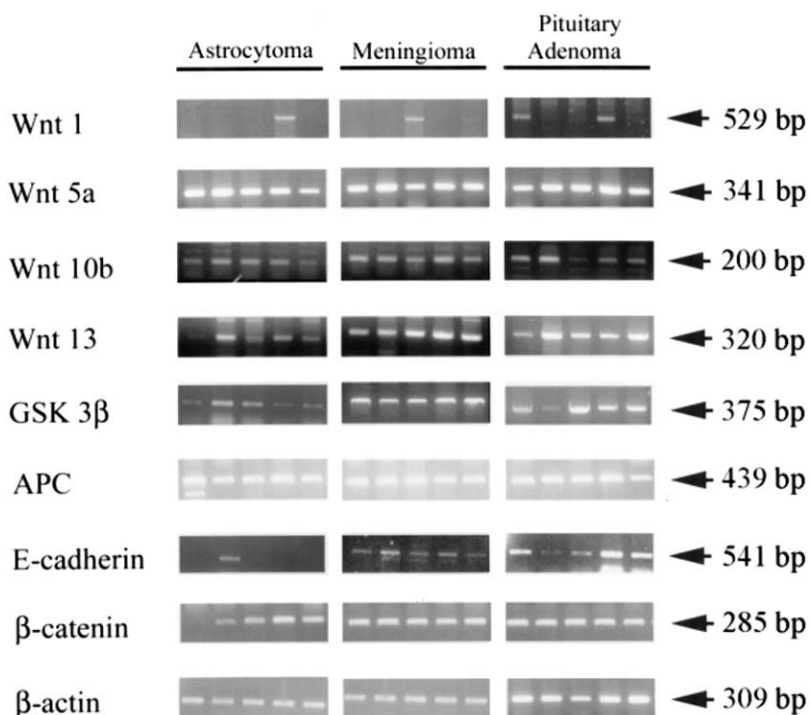 Astrocytoma
Meningioma
Pituitary
Adenoma
Wnt 1
529 bp
Wnt 5a
341 bp
Wnt 10b
200 bp
Wnt 13
320 bp
GSK 3β
375 bp
APC
439 bp
E-cadherin
541 bp
β-catenin
285 bp
β-actin
309 bp